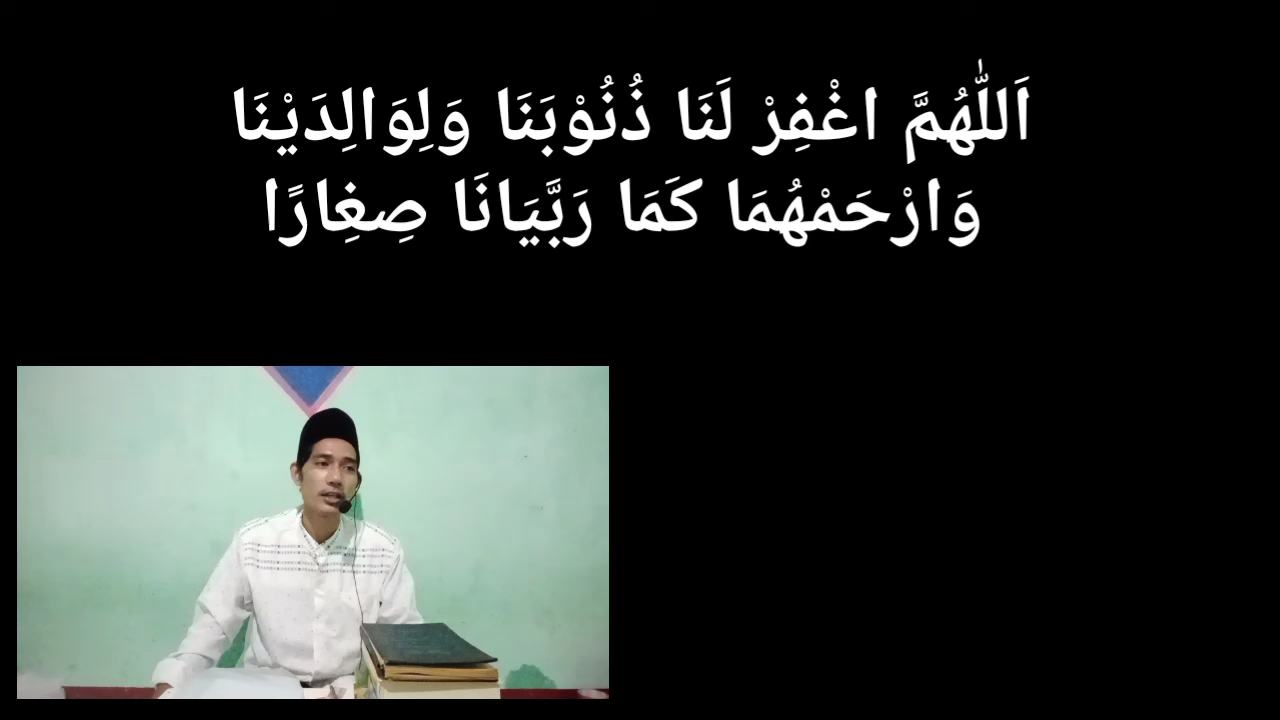 اَللّٰهُمَّ اغْفِرْ لَنَا ذُنُوْبَنَا وَلِوَالِدَيْنَا
وَارْحَمْهُمَا كَمَا رَبَّيَانَا صِغِارًا